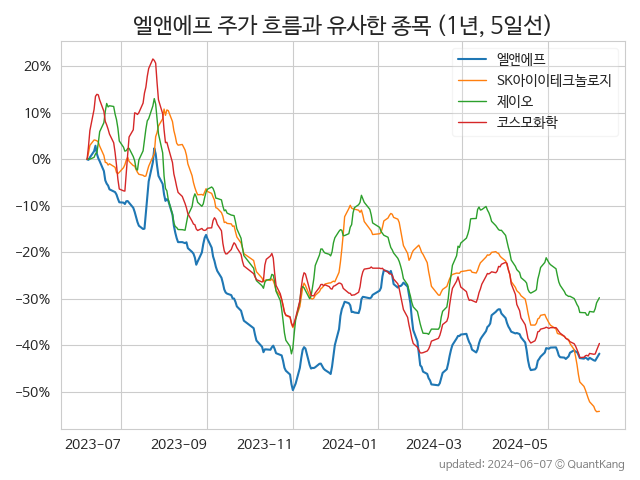 엘앤에프 주가 흐름과 유사한 종목 (1년, 5일선)
엘앤에프
SK아이이테크놀로지
제이오
코스모화학
20%
10%
0%
−10%
−20%
−30%
−40%
−50%
2023-07
2023-09
2023-11
2024-01
2024-03
2024-05
updated: 2024-06-07 © QuantKang